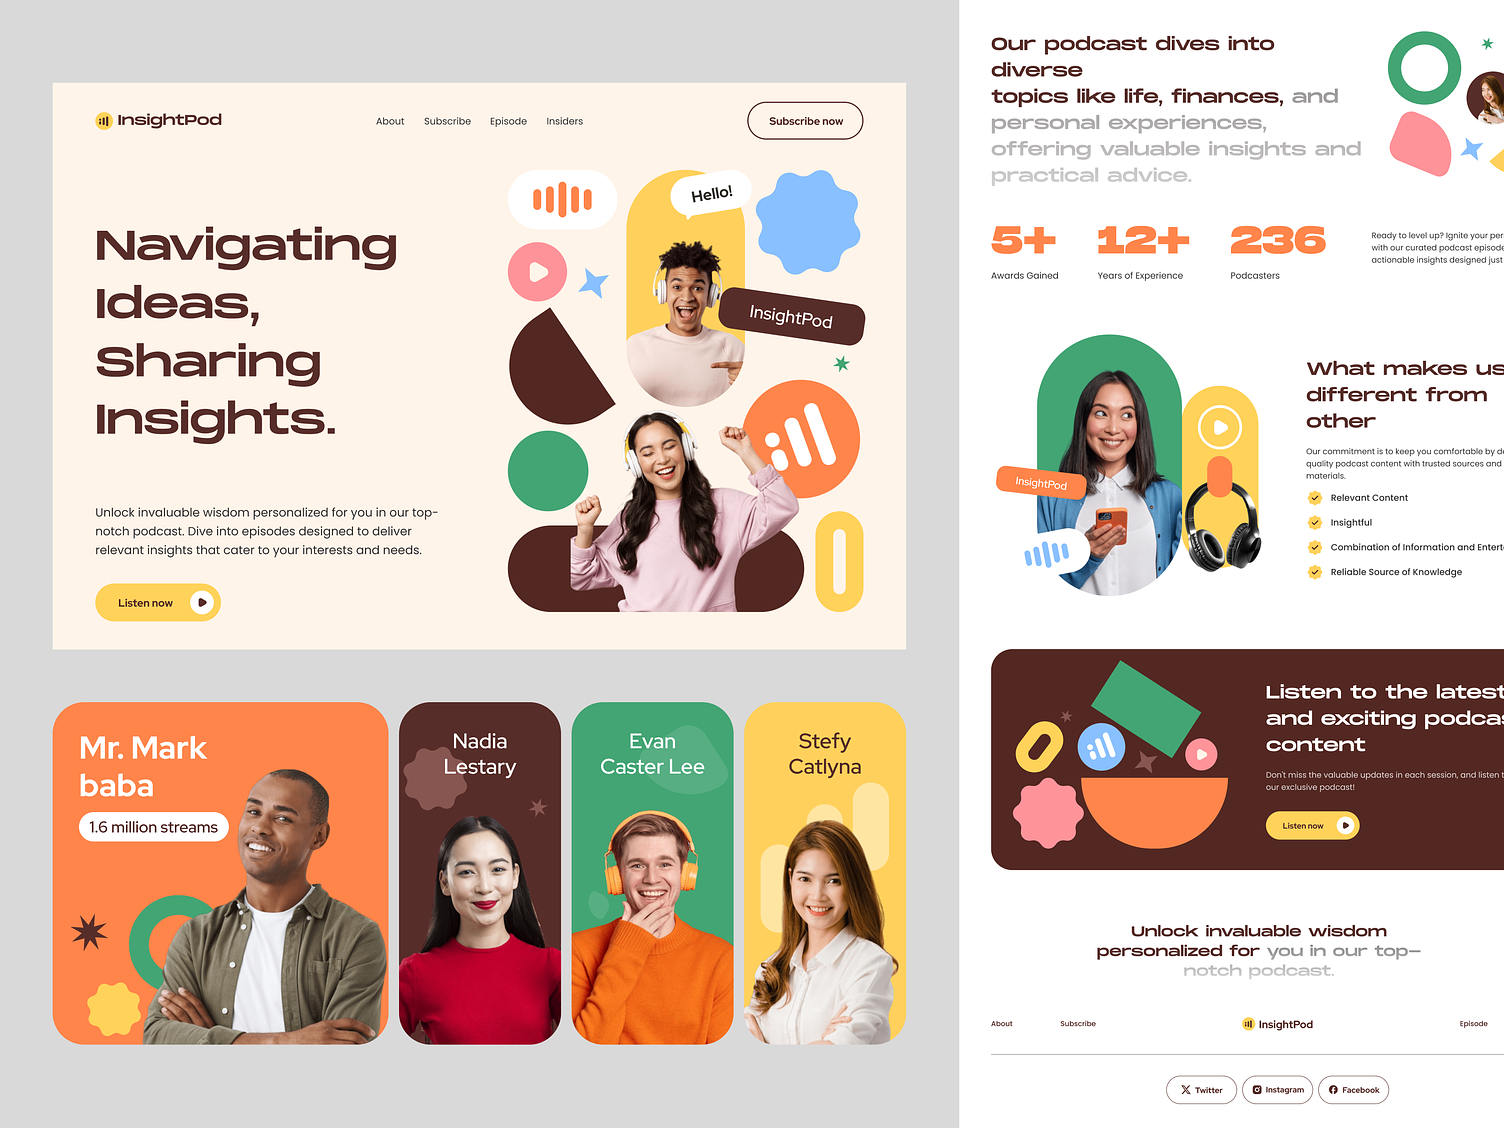 InsightPod
About
Subscribe
Episode
Insiders
Subscribe now
Navigating
Ideas,
Sharing
Insights.
Unlock invaluable wisdom personalized for you in our top-
notch podcast. Dive into episodes designed to deliver
relevant insights that cater to your interests and needs.
Listen now
Hello!
InsightPod
Mr. Mark
baba
1.6 million streams
Nadia
Lestary
Evan
Caster Lee
Stefy
Catlyna
Our podcast dives into
diverse
topics like life, finances, and
personal experiences,
offering valuable insights and
practical advice.
5+
Awards Gained
12+
Years of Experience
236
Podcasters
Ready to level up? Ignite your per
with our curated podcast episode
actionable insights designed just
InsightPod
What makes us
different from
other
Our commitment is to keep you comfortable by de
quality podcast content with trusted sources and
materials.
Relevant Content
Insightful
Combination of Information and Entert
Reliable Source of Knowledge
Listen to the latest
and exciting podcas
content
Don't miss the valuable updates in each session, and listen t
our exclusive podcast!
Listen now
Unlock invaluable wisdom
personalized for you in our top-
notch podcast.
About
Subscribe
InsightPod
Episode
Twitter
Instagram
Facebook